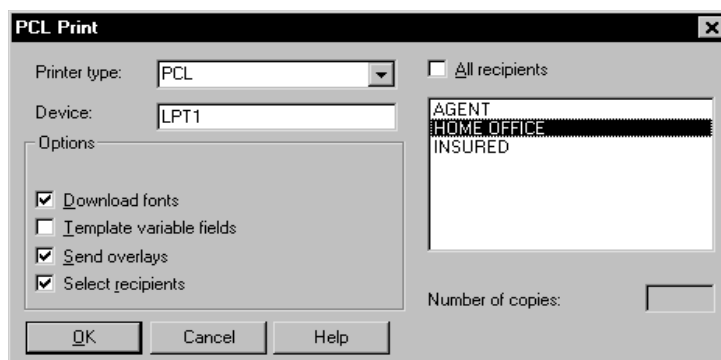 PCL Print
Printer type: PCL
Device: LPT1
Options
Download fonts
Template variable fields
Send overlays
Select recipients
OK Cancel Help
All recipients
AGENT
HOME OFFICE
INSURED
Number of copies: